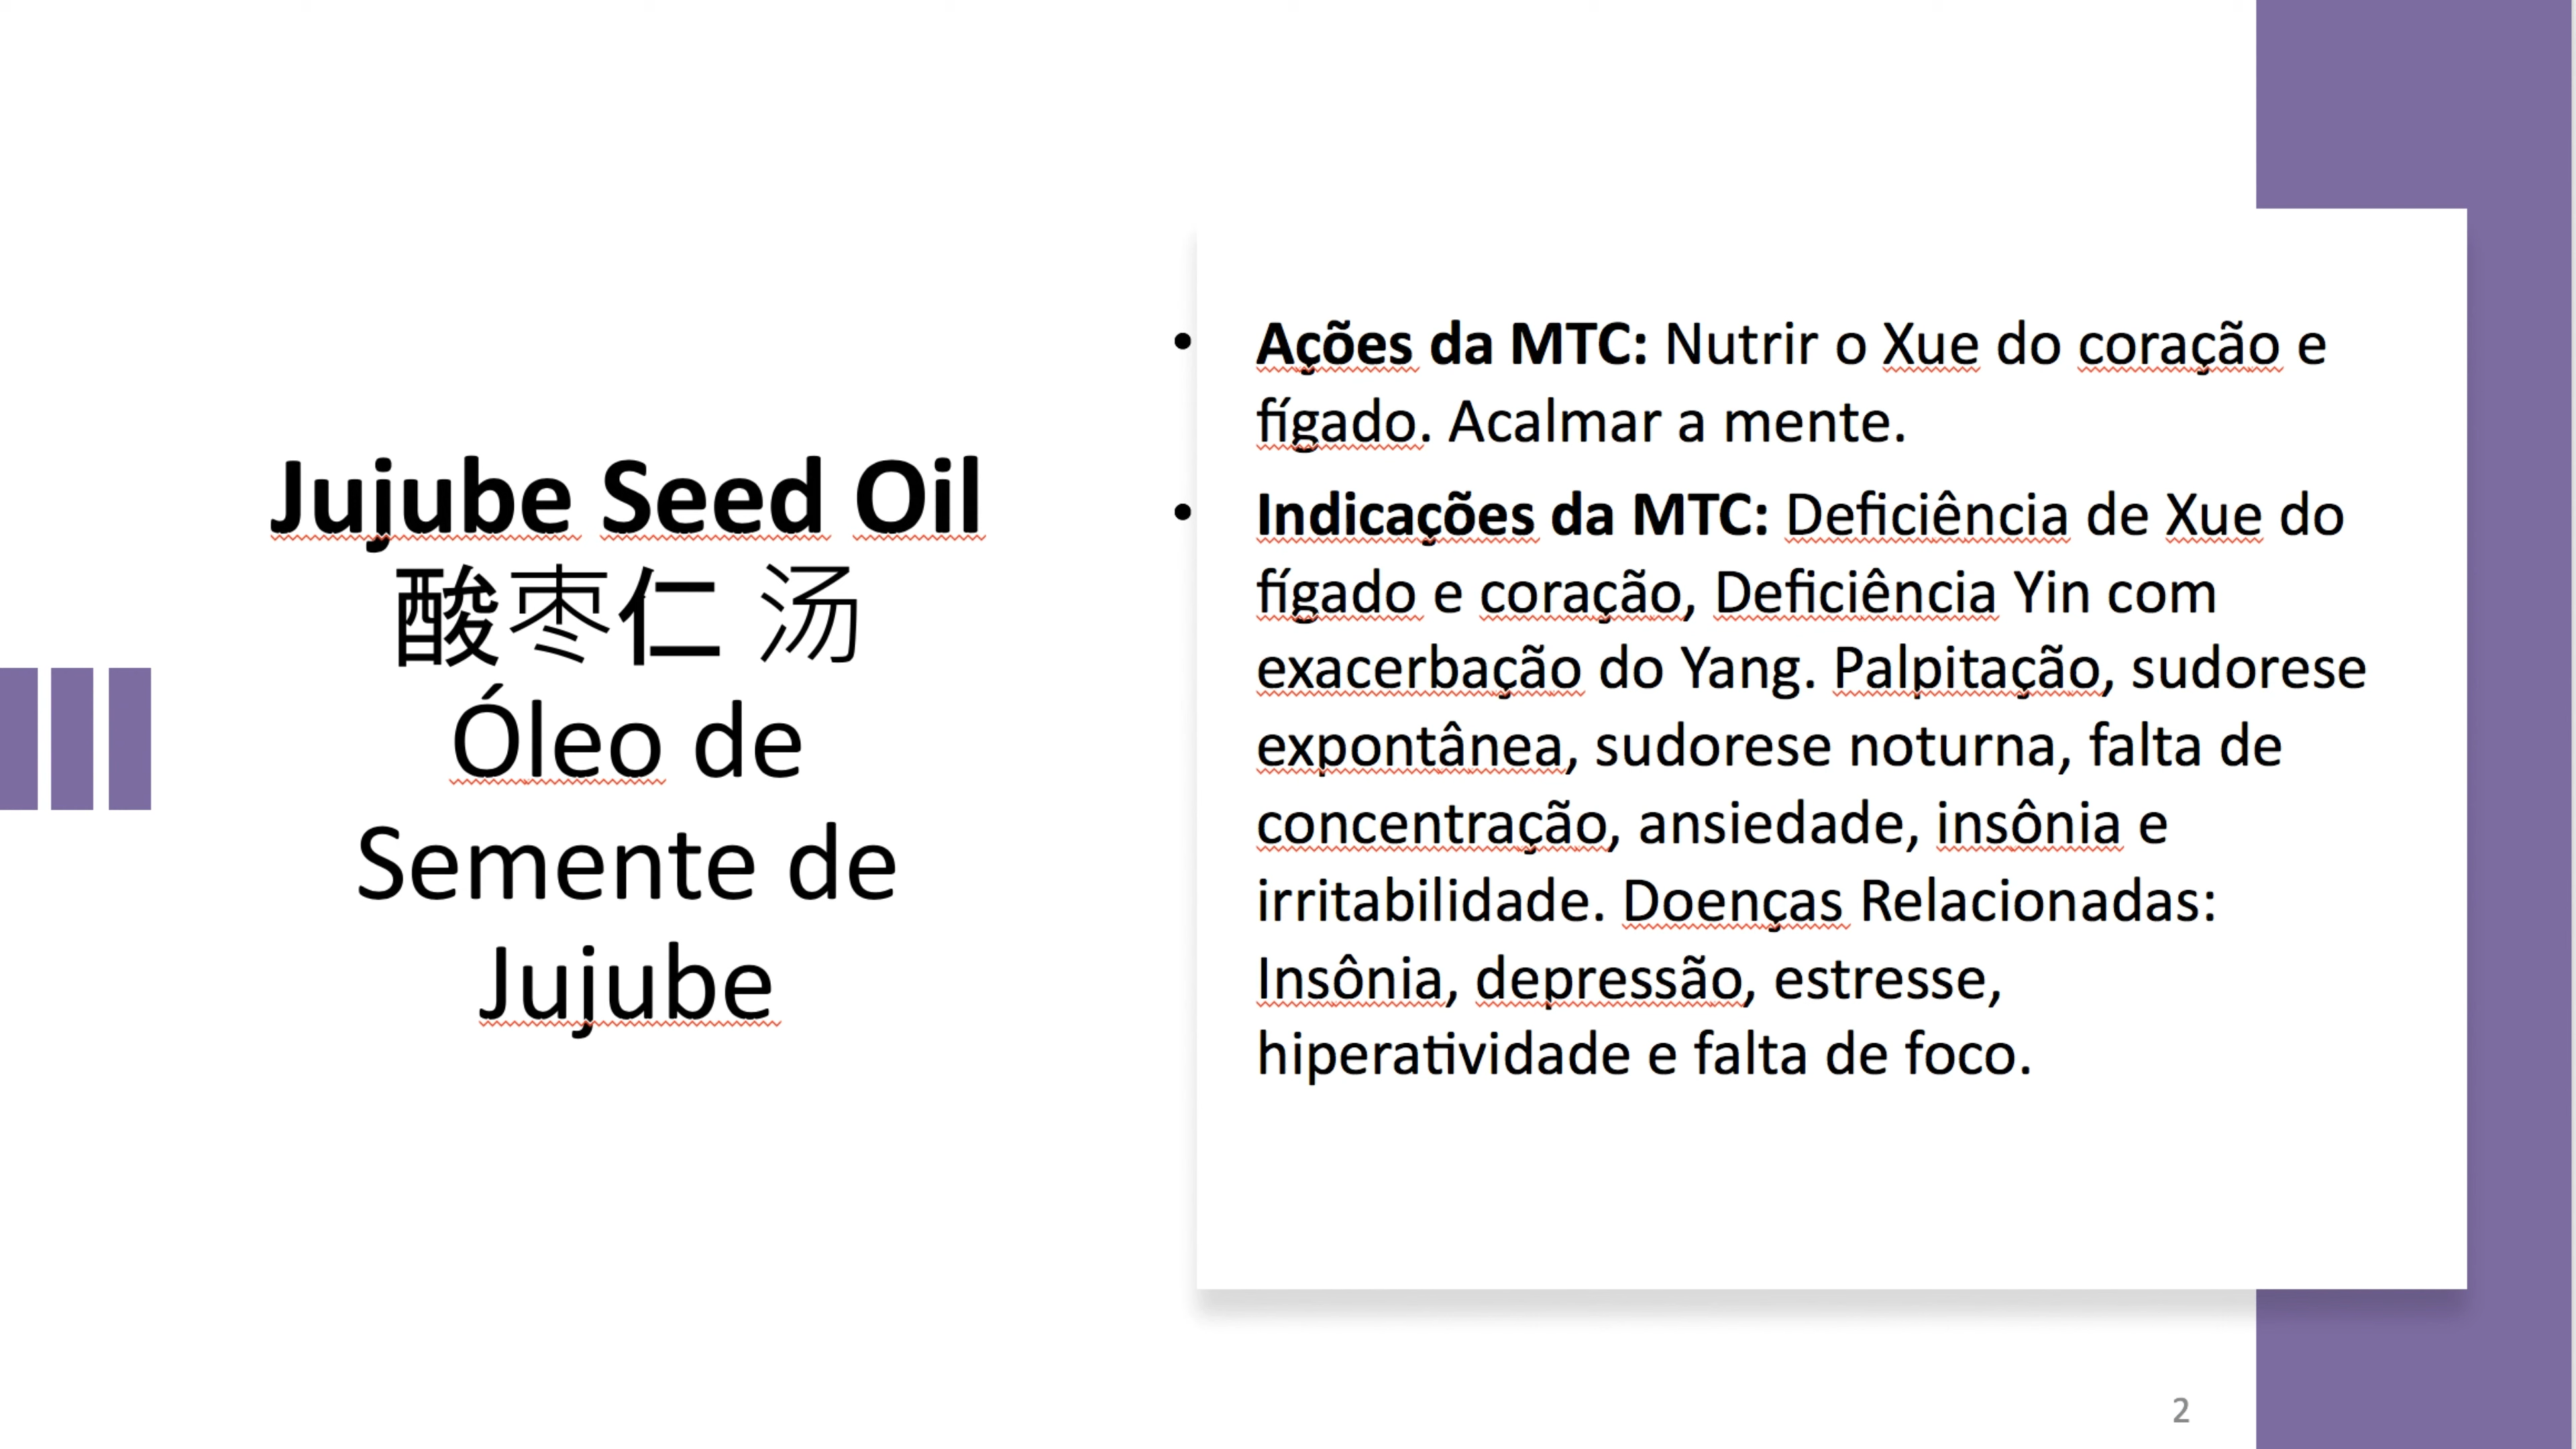 Jujube Seed Oil
酸枣仁 汤
Óleo de
Semente de
Jujube
• Ações da MTC: Nutrir o Xue do coração e
fígado. Acalmar a mente.
• Indicações da MTC: Deficiência de Xue do
fígado e coração, Deficiência Yin com
exacerbação do Yang. Palpitação, sudorese
expontânea, sudorese noturna, falta de
concentração, ansiedade, insônia e
irritabilidade. Doenças Relacionadas:
Insônia, depressão, estresse,
hiperatividade e falta de foco.
2